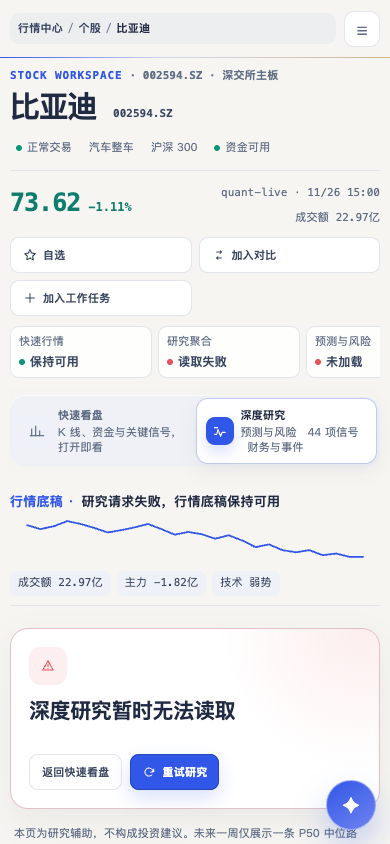 行情中心 / 个股 / 比亚迪
STOCK WORKSPACE · 002594.SZ · 深交所主板
比亚迪 002594.SZ
正常交易 汽车整车 沪深 300 资金可用
73.62 −1.11%
quant-live · 11/26 15:00
成交额 22.97亿
自选
加入对比
加入工作任务
快速行情
保持可用
研究聚合
读取失败
预测与风险
未加载
快速看盘
K 线、资金与关键信号，
打开即看
深度研究
预测与风险 44 项信号
财务与事件
行情底稿 · 研究请求失败，行情底稿保持可用
成交额 22.97亿
主力 −1.82亿
技术 弱势
深度研究暂时无法读取
返回快速看盘
重试研究
本页为研究辅助，不构成投资建议。未来一周仅展示一条 P50 中位路